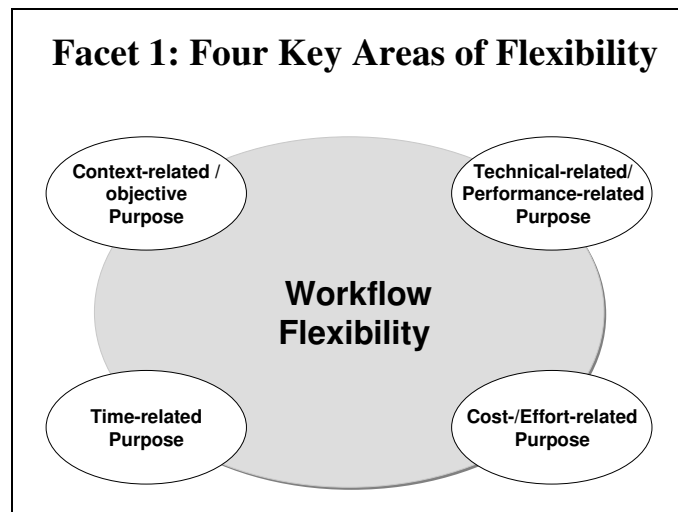 Facet 1: Four Key Areas of Flexibility
Context-related /
objective
Purpose
Technical-related/
Performance-related
Purpose
Workflow
Flexibility
Time-related
Purpose
Cost-/Effort-related
Purpose